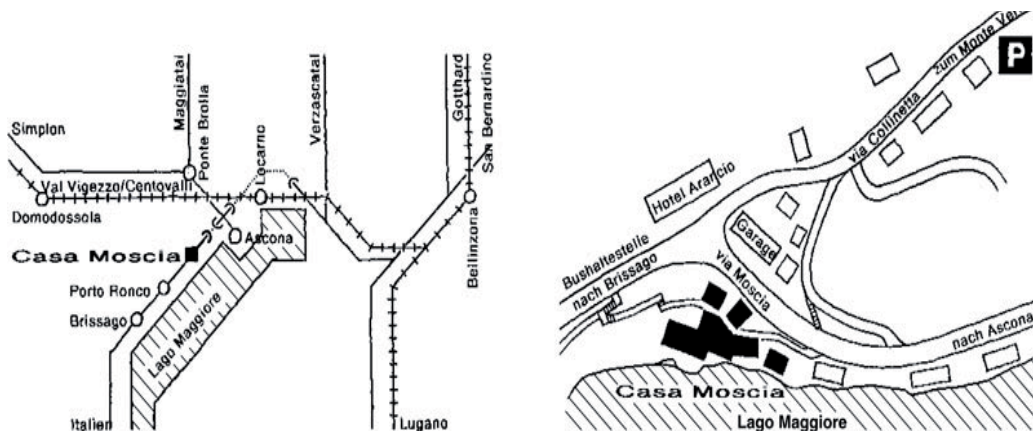 Simplon
Maggiatal
Ponte Brolla
Locarno
Verzascatal
Gotthard
San Bernardino
Val Vigezzo/Centovalli
Domodossola
Ascona
Casa Moscia
Porto Ronco
Brissago
Lago Maggiore
Bellinzona
Italien
Lugano
zum Monte Ver
P
via Collinetta
Hotel Arancio
Bushaltestelle
nach Brissago
Garage
via Moscia
nach Ascona
Casa Moscia
Lago Maggiore